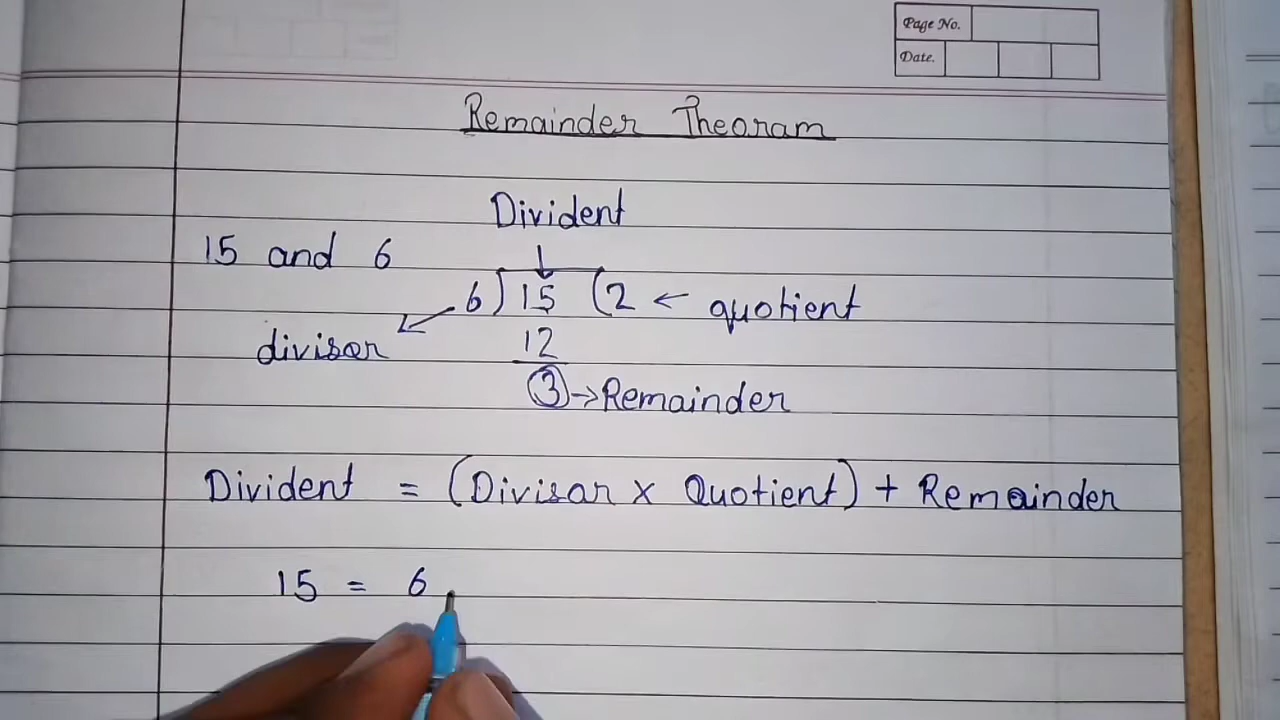 Page No.
Date.
Remainder Theoram
Divident
15 and 6
6) 15 (2 ← quotient
divisor
12
3 → Remainder
Divident = (Divisar x Quotient) + Remainder
15 = 6